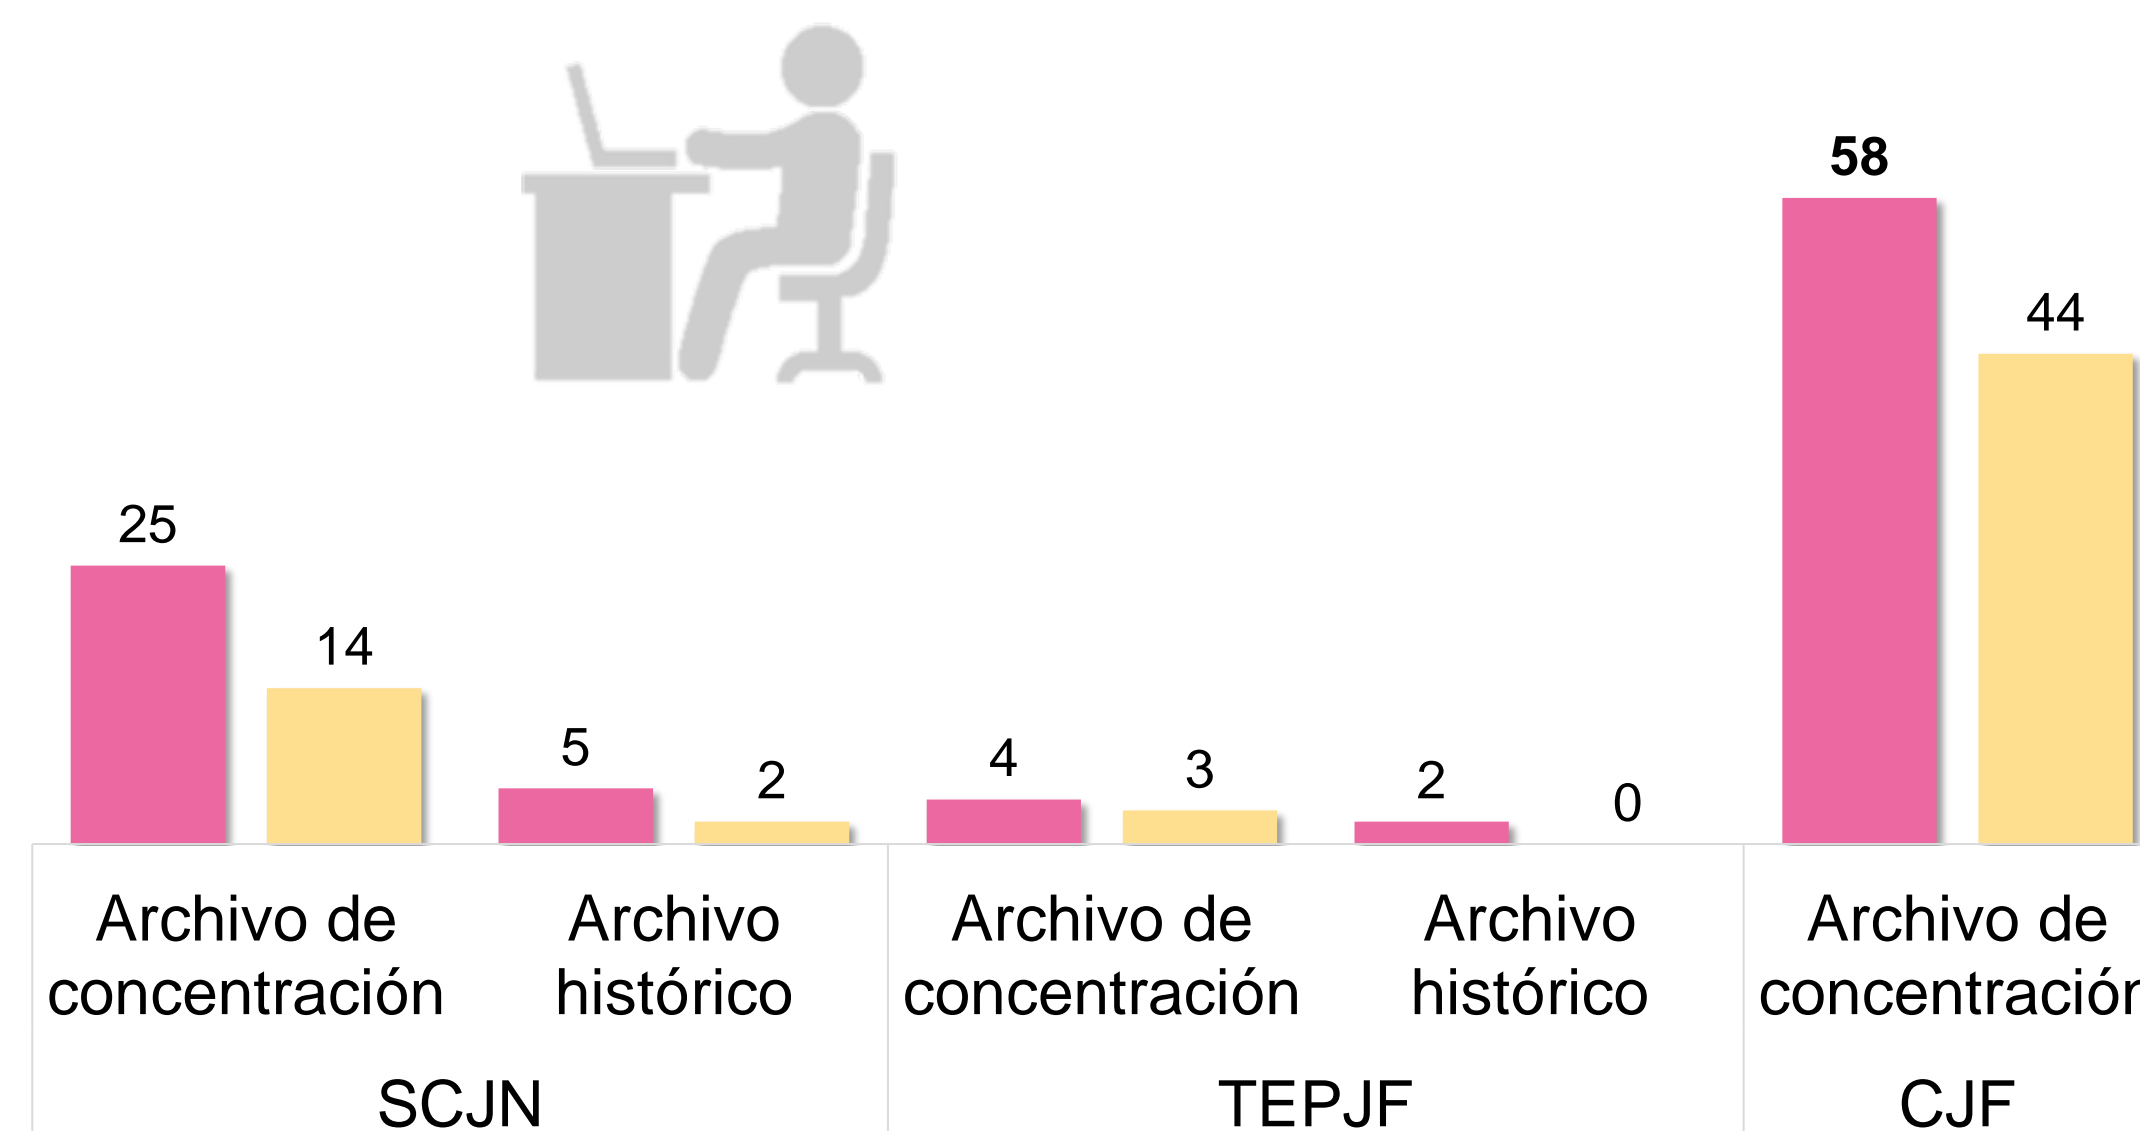 58
44
25
14
5
2
4
3
2
0
Archivo de
concentración
Archivo
histórico
Archivo de
concentración
Archivo
histórico
Archivo de
concentración
SCJN
TEPJF
CJF